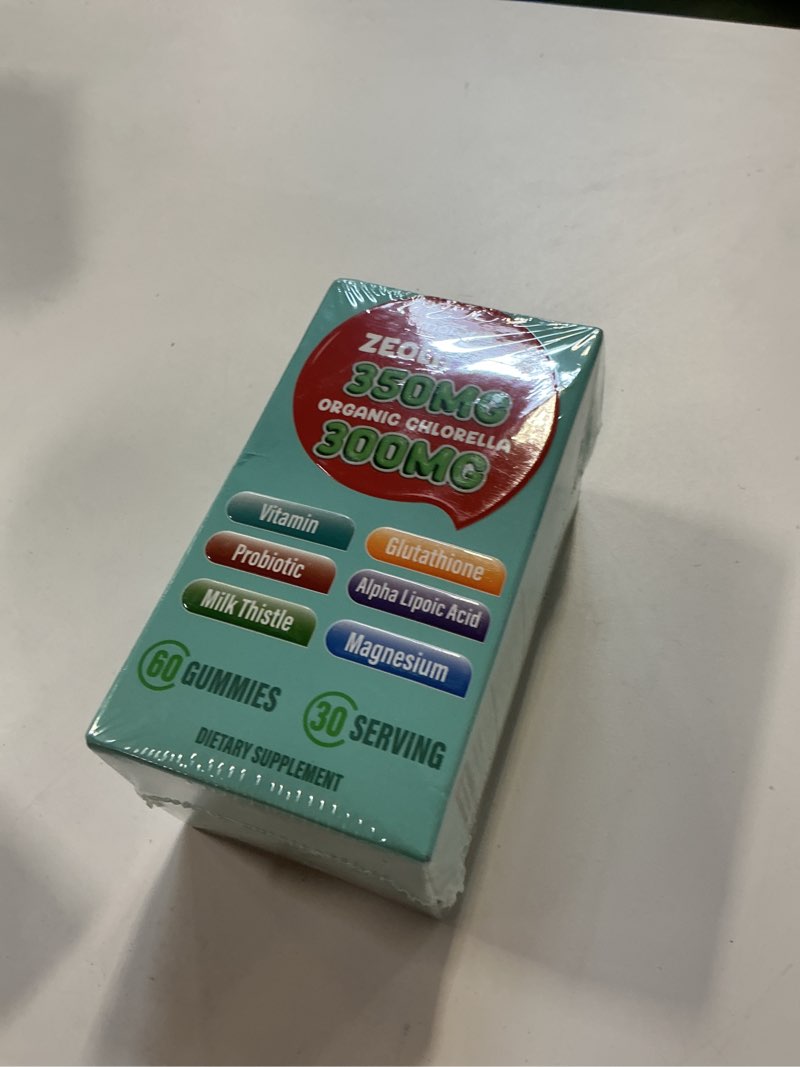 350MG
ORGANIC CHLORELLA
300MG
Vitamin
Glutathione
Probiotic
Alpha Lipoic Acid
Milk Thistle
Magnesium
60 GUMMIES
30 SERVING
DIETARY SUPPLEMENT